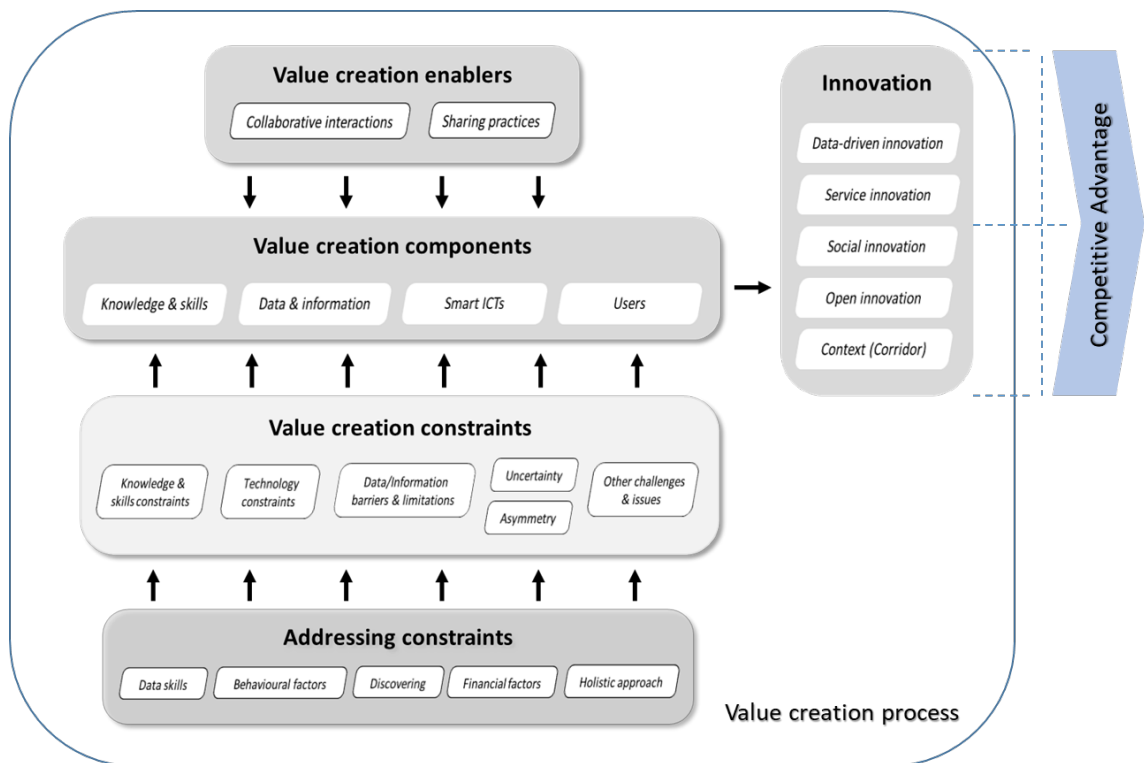 Value creation enablers
Collaborative interactions
Sharing practices
Innovation
Data-driven innovation
Service innovation
Social innovation
Open innovation
Context (Corridor)
Competitive Advantage
Value creation components
Knowledge & skills
Data & information
Smart ICTs
Users
Value creation constraints
Knowledge &
skills constraints
Technology
constraints
Data/Information
barriers & limitations
Uncertainty
Asymmetry
Other challenges
& issues
Addressing constraints
Data skills
Behavioural factors
Discovering
Financial factors
Holistic approach
Value creation process